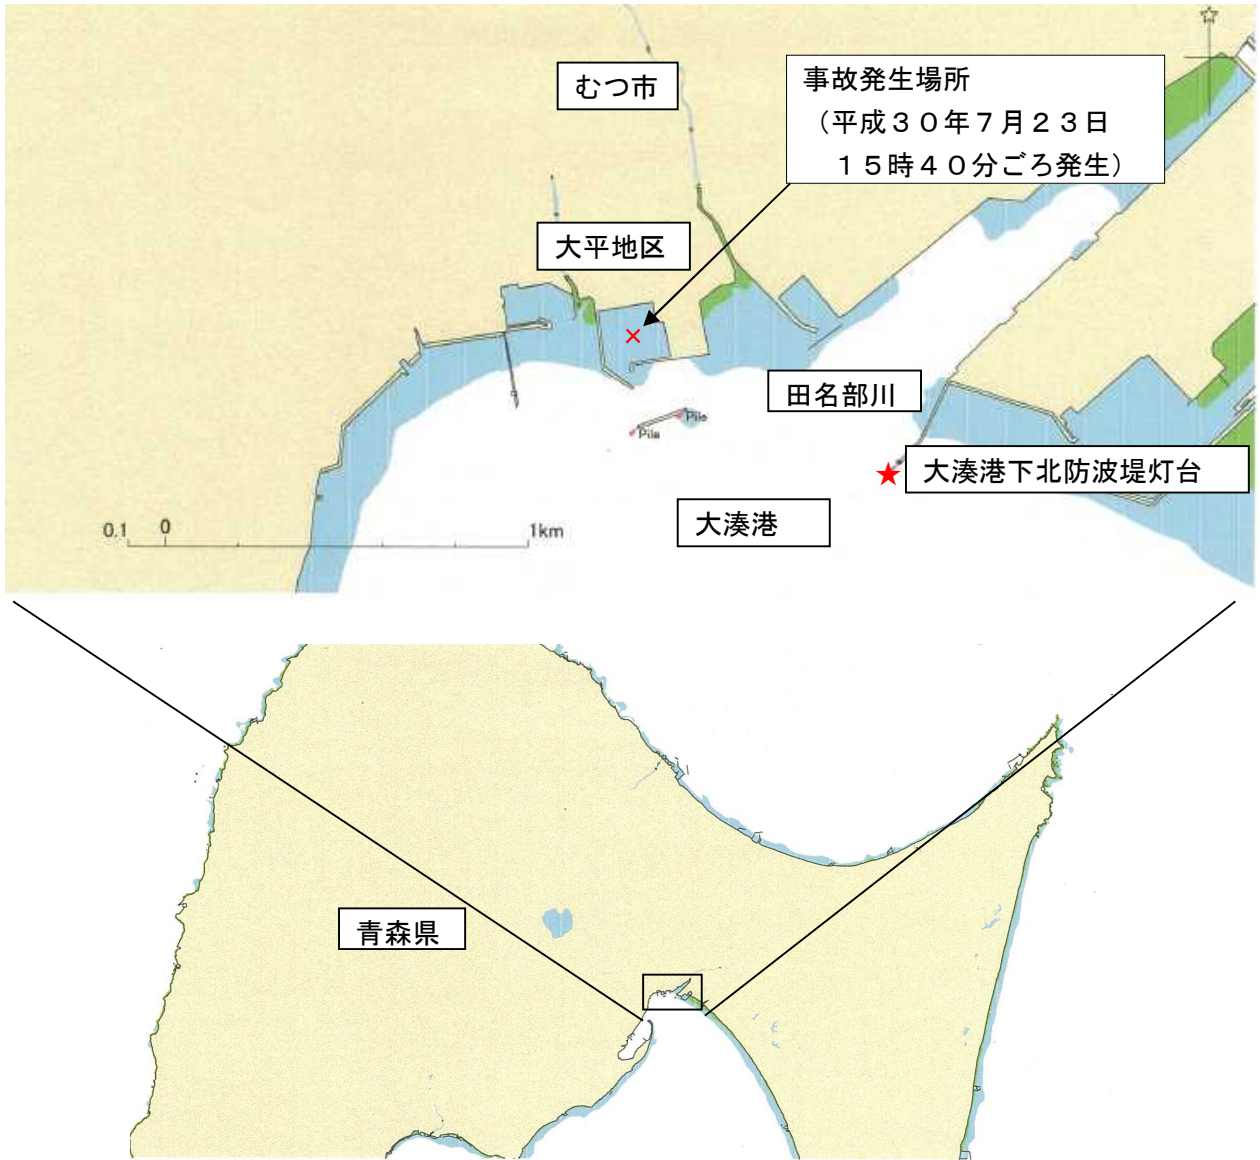 むつ市
事故発生場所
（平成３０年７月２３日
１５時４０分ごろ発生）
大平地区
田名部川
Pile
Pile
大湊港下北防波堤灯台
大湊港
0.1 0 1km
青森県